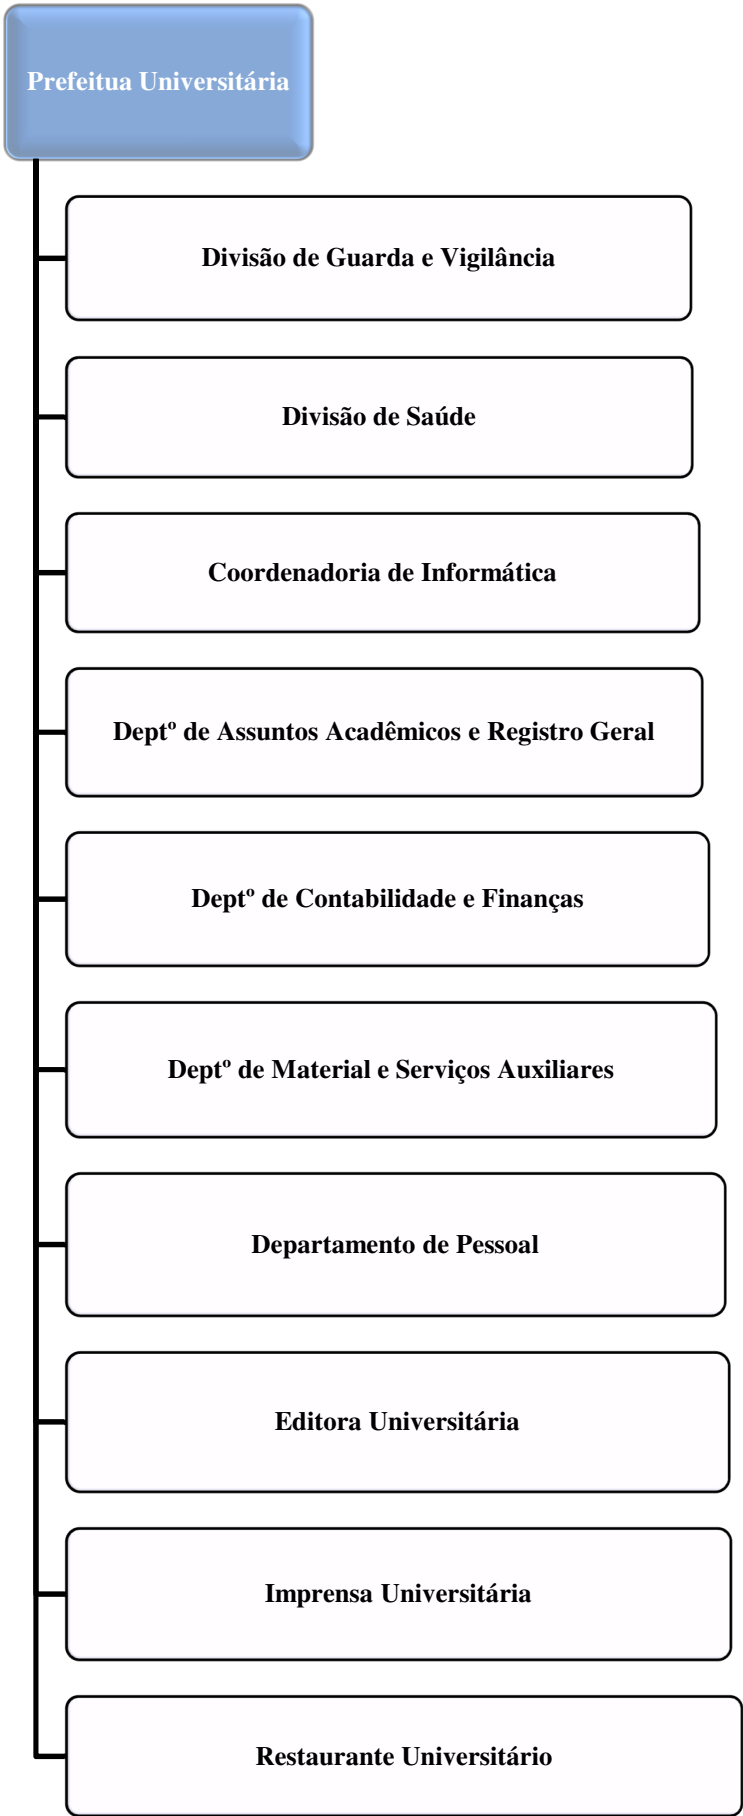 Prefeitua Universitária
Divisão de Guarda e Vigilância
Divisão de Saúde
Coordenadoria de Informática
Deptº de Assuntos Acadêmicos e Registro Geral
Deptº de Contabilidade e Finanças
Deptº de Material e Serviços Auxiliares
Departamento de Pessoal
Editora Universitária
Imprensa Universitária
Restaurante Universitário